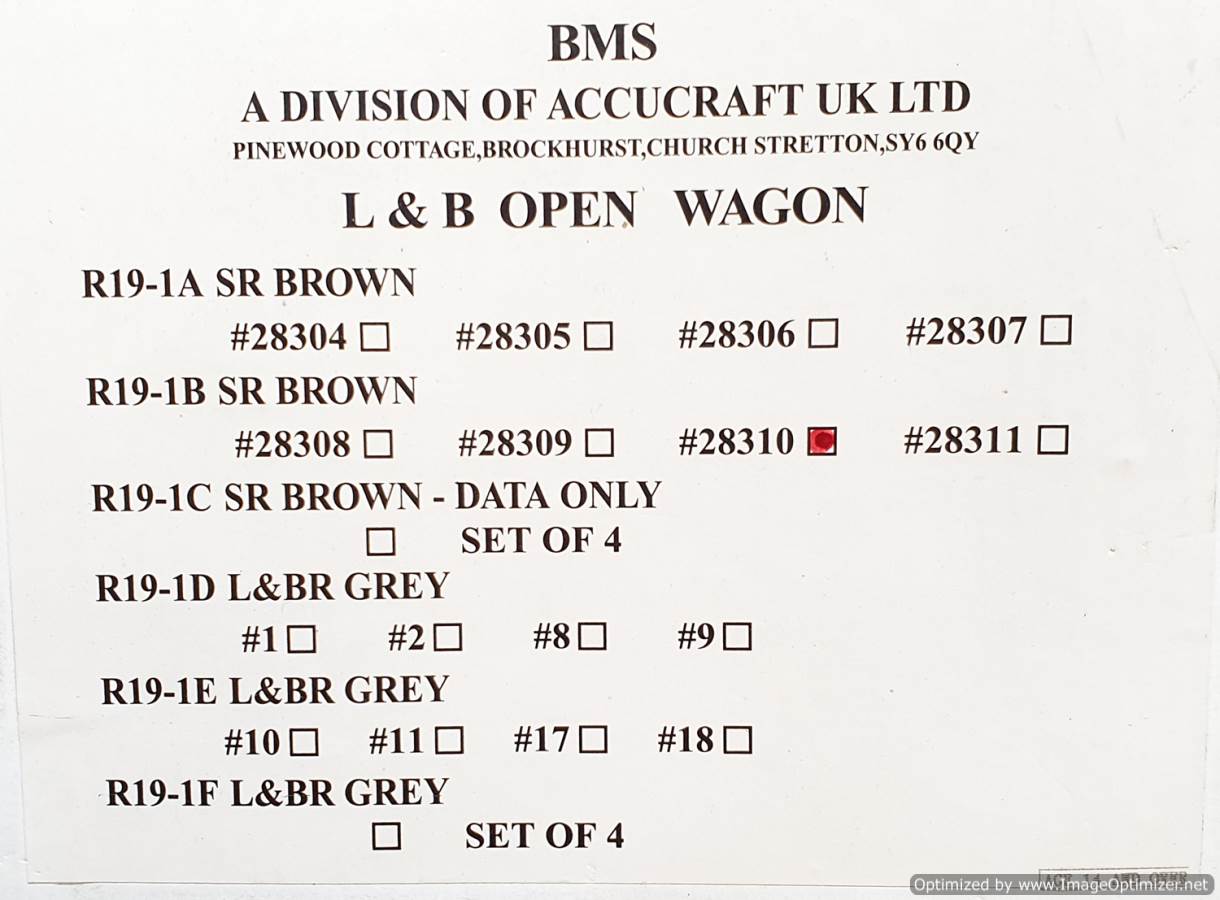 BMS
A DIVISION OF ACCUCRAFT UK LTD
PINEWOOD COTTAGE,BROCKHURST,CHURCH STRETTON,SY6 6QY
L & B OPEN WAGON
R19-1A SR BROWN
#28304 #28305 #28306 #28307
R19-1B SR BROWN
#28308 #28309 #28310 #28311
R19-1C SR BROWN - DATA ONLY
SET OF 4
R19-1D L&BR GREY
#1 #2 #8 #9
R19-1E L&BR GREY
#10 #11 #17 #18
R19-1F L&BR GREY
SET OF 4
Optimized by www.ImageOptimizer.net